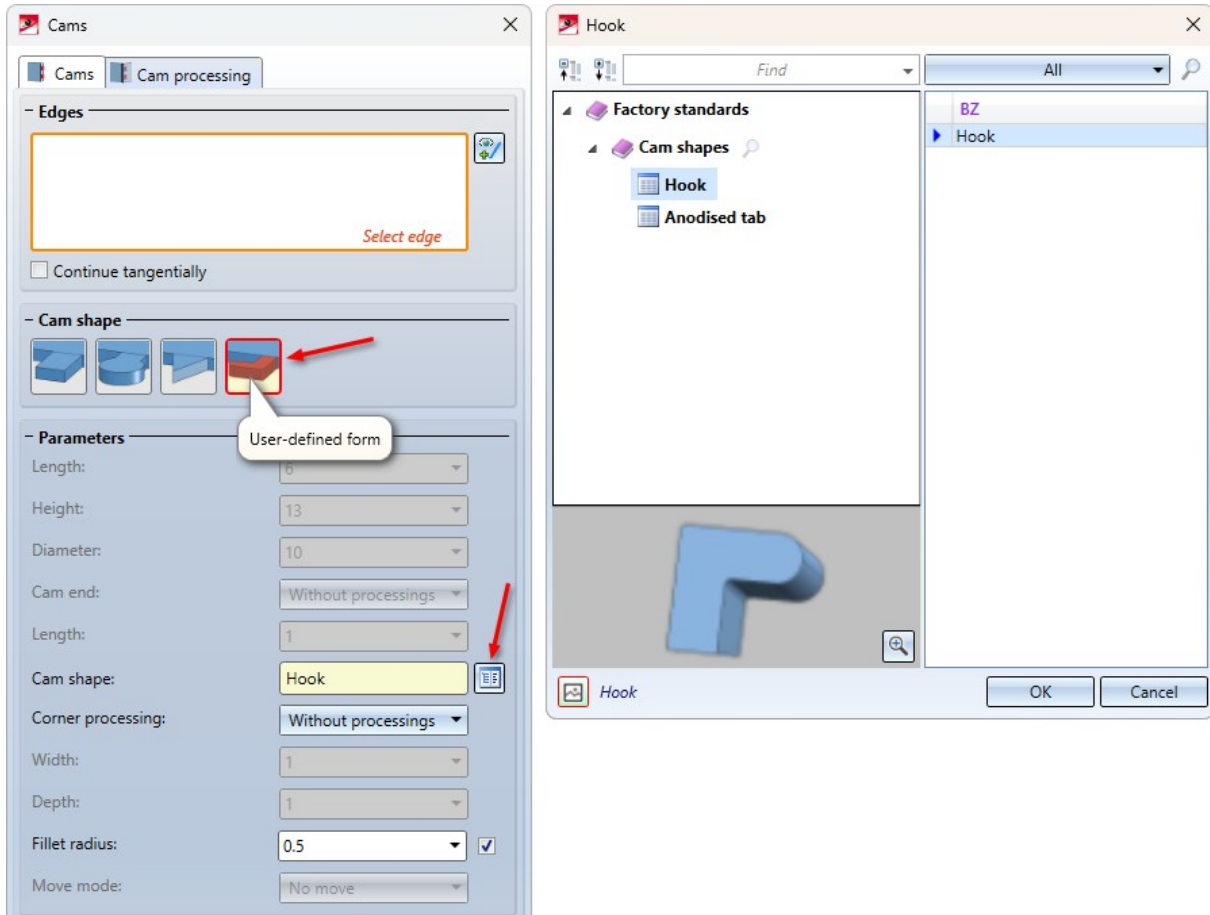 Cams
Cams
Cam processing
Edges
Select edge
Continue tangentially
Cam shape
User-defined form
Parameters
Length: 6
Height: 13
Diameter: 10
Cam end: Without processings
Length: 1
Cam shape: Hook
Corner processing: Without processings
Width: 1
Depth: 1
Fillet radius: 0.5
Move mode: No move
Hook
Find
All
Factory standards
Cam shapes
Hook
Anodised tab
BZ
Hook
Hook
OK
Cancel